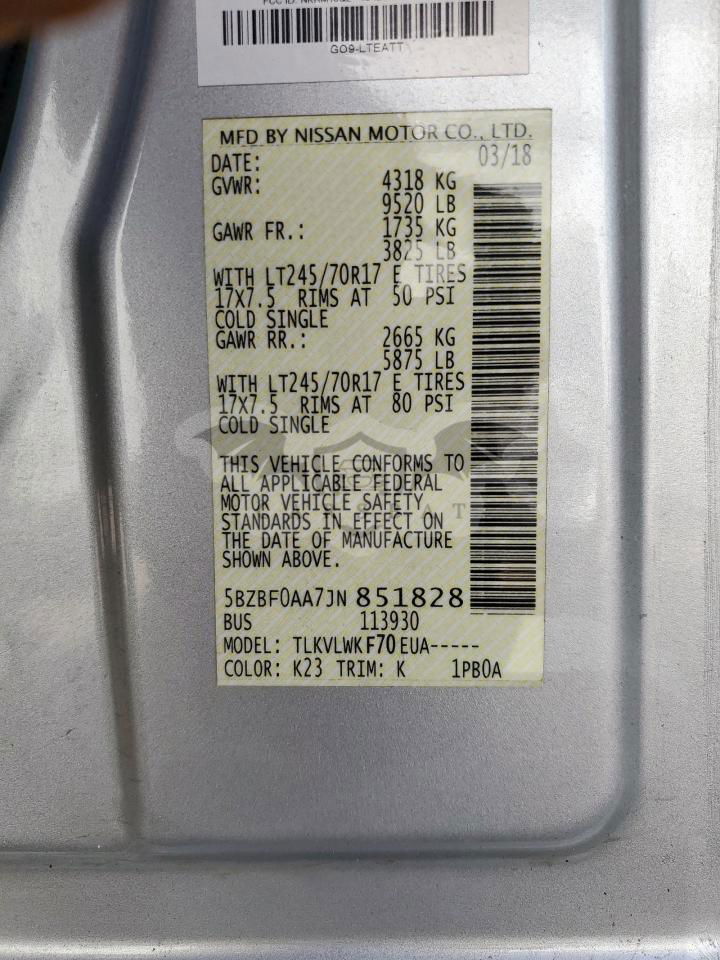 GO9-LTEATT
MFD BY NISSAN MOTOR CO., LTD.
DATE: 03/18
GVWR: 4318 KG
9520 LB
GAWR FR.: 1735 KG
3825 LB
WITH LT245/70R17 E TIRES
17X7.5 RIMS AT 50 PSI
COLD SINGLE
GAWR RR.: 2665 KG
5875 LB
WITH LT245/70R17 E TIRES
17X7.5 RIMS AT 80 PSI
COLD SINGLE
THIS VEHICLE CONFORMS TO
ALL APPLICABLE FEDERAL
MOTOR VEHICLE SAFETY
STANDARDS IN EFFECT ON
THE DATE OF MANUFACTURE
SHOWN ABOVE.
5BZBF0AA7JN 851828
BUS 113930
MODEL: TLKVLWK F70 EUA-----
COLOR: K23 TRIM: K 1PB0A